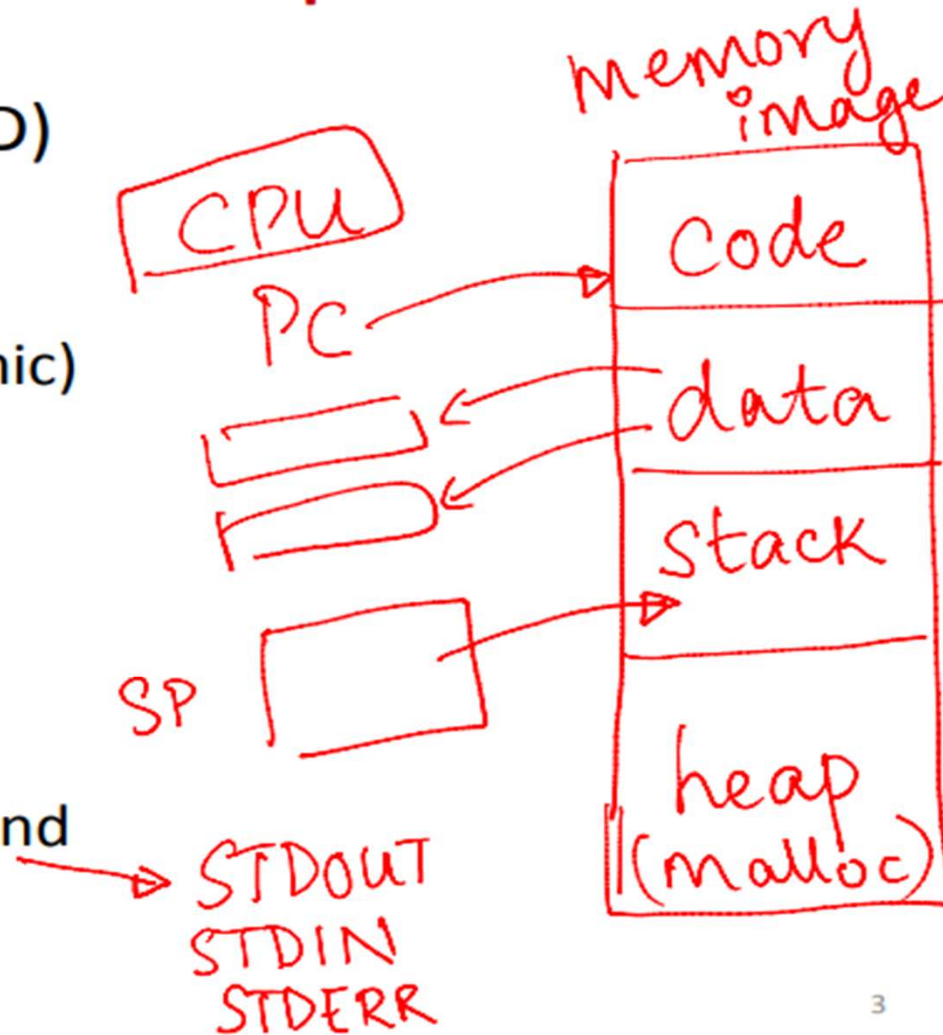 memory
image
D)
CPU
code
PC
nic)
data
stack
SP
heap
(malloc)
nd
STDOUT
STDIN
STDERR
3